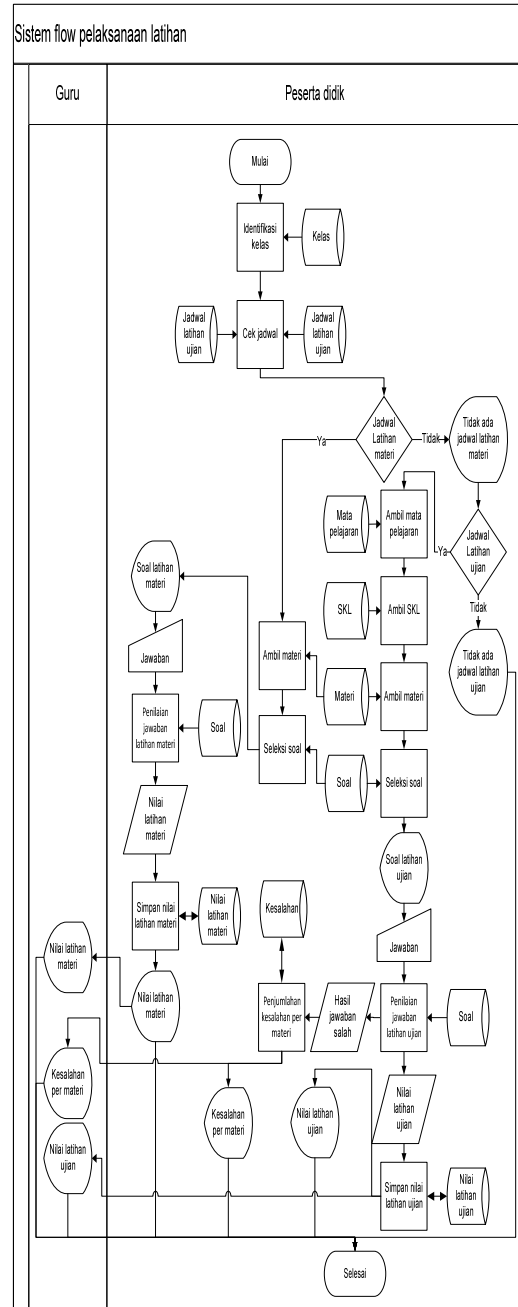 Sistem flow pelaksanaan latihan
Guru
Peserta didik
Mulai
Identifikasi
kelas
Kelas
Jadwal
latihan
ujian
Cek jadwal
Jadwal
latihan
ujian
Jadwal
Latihan
materi
Ya
Tidak
Tidak ada
jadwal latihan
materi
Mata
pelajaran
Ambil mata
pelajaran
Ya
Jadwal
Latihan
ujian
Tidak
Soal latihan
materi
SKL
Ambil SKL
Tidak ada
jadwal latihan
ujian
Jawaban
Ambil materi
Materi
Ambil materi
Penilaian
jawaban
latihan materi
Soal
Seleksi soal
Soal
Seleksi soal
Nilai
latihan
materi
Soal latihan
ujian
Simpan nilai
latihan materi
Nilai
latihan
materi
Kesalahan
Jawaban
Nilai latihan
materi
Nilai latihan
materi
Penjumlahan
kesalahan per
materi
Hasil
jawaban
salah
Penilaian
jawaban
latihan ujian
Soal
Kesalahan
per materi
Kesalahan
per materi
Nilai latihan
ujian
Nilai
latihan
ujian
Nilai latihan
ujian
Simpan nilai
latihan ujian
Nilai
latihan
ujian
Selesai